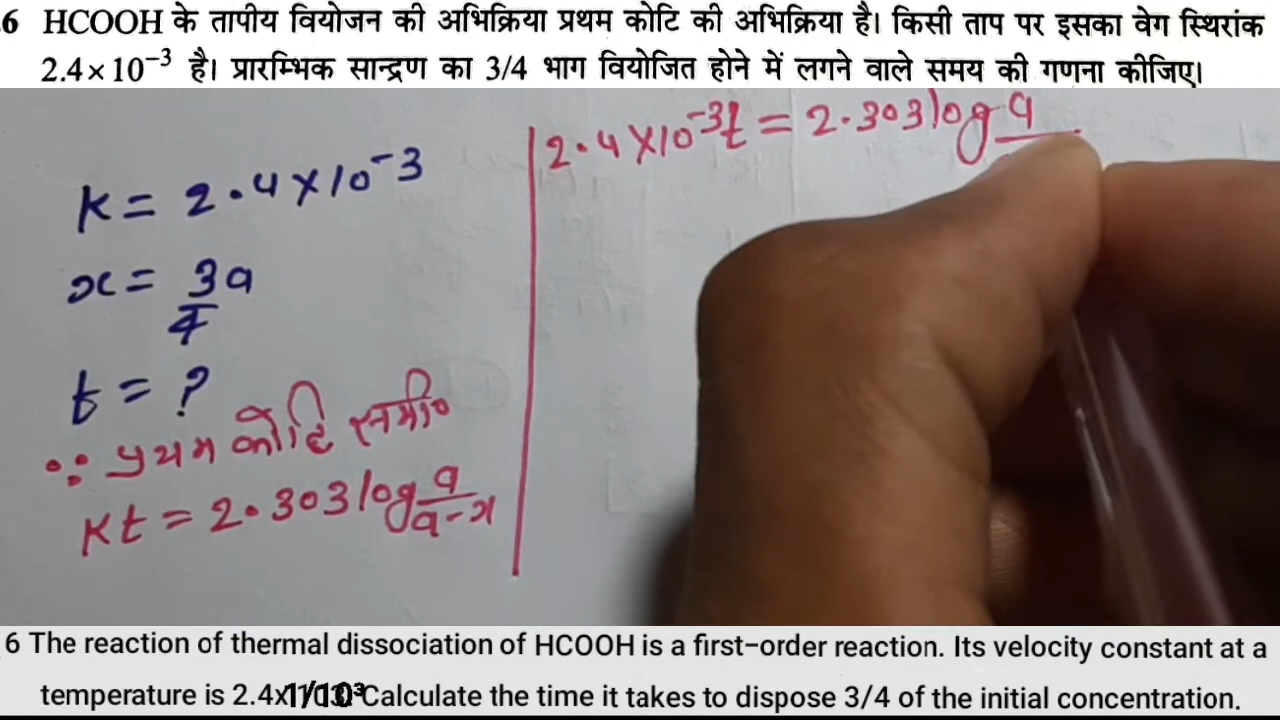 6 HCOOH के तापीय वियोजन की अभिक्रिया प्रथम कोटि की अभिक्रिया है। किसी ताप पर इसका वेग स्थिरांक
2.4×10⁻³ है। प्रारम्भिक सान्द्रण का 3/4 भाग वियोजित होने में लगने वाले समय की गणना कीजिए।
K = 2.4×10⁻³
x = 3a/4
t = ?
∵ प्रथम कोटि समी०
Kt = 2.303 log a/a-x
2.4×10⁻³t = 2.303 log a
6 The reaction of thermal dissociation of HCOOH is a first-order reaction. Its velocity constant at a
temperature is 2.4x1/10³ Calculate the time it takes to dispose 3/4 of the initial concentration.